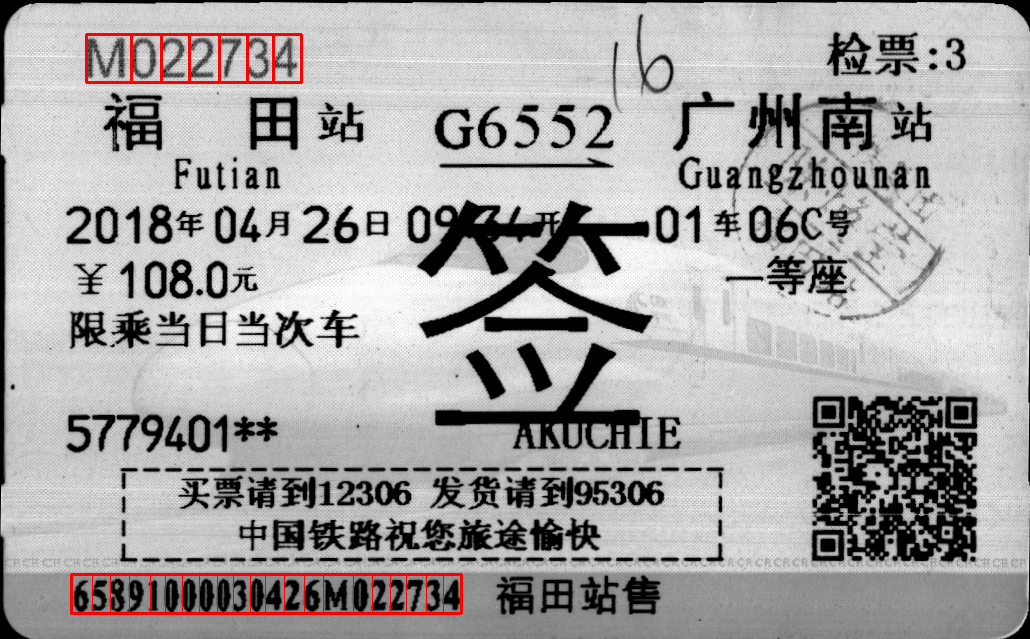 M022734 16 检票:3
福田站 G6552 广州南站
Futian Guangzhounan
2018年04月26日 09:34开 01车06C号
¥108.0元 一等座
限乘当日当次车
签
5779401** AKUCHIE
买票请到12306 发货请到95306
中国铁路祝您旅途愉快
65891000030426M022734 福田站售